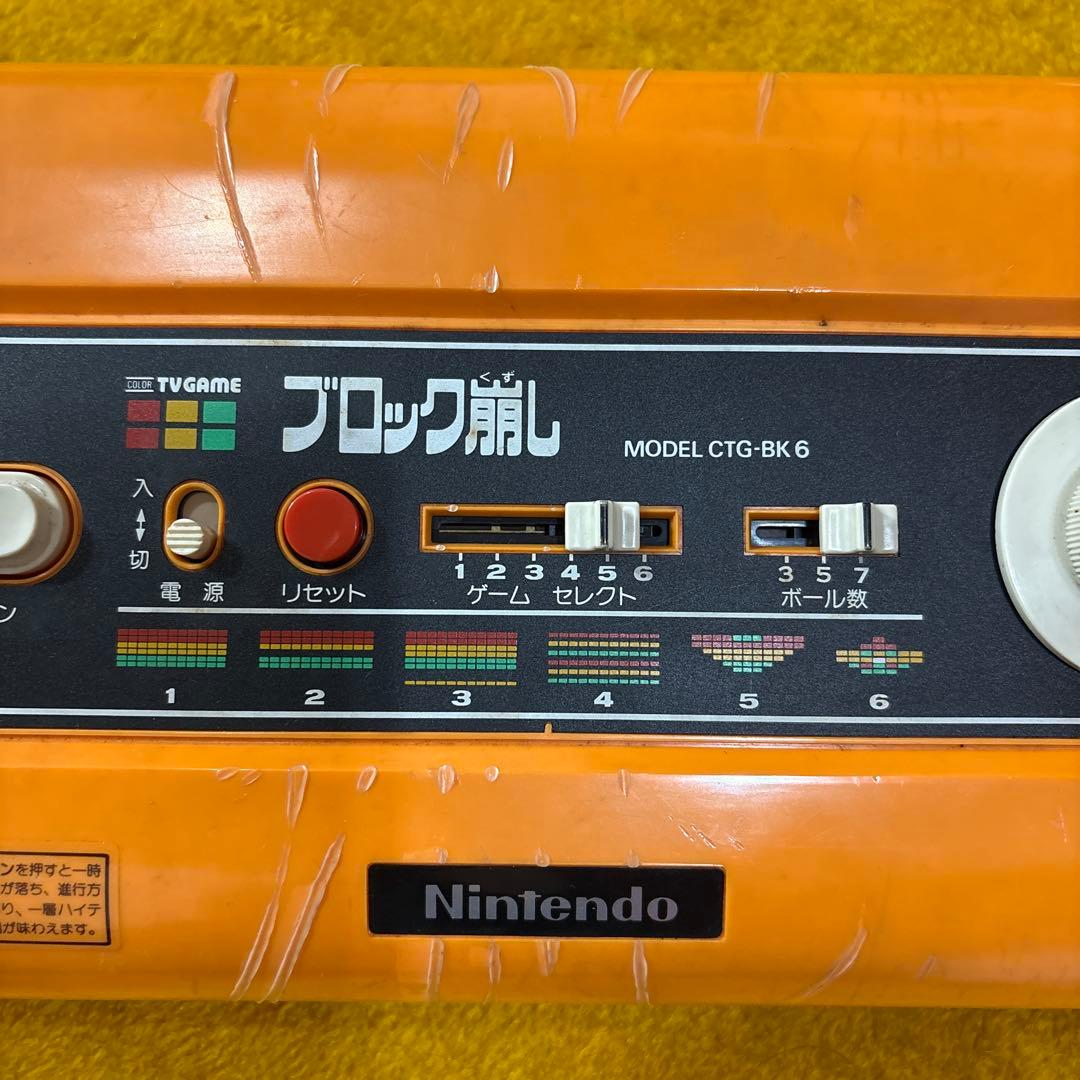 COLOR TV GAME
ブロック崩し
くず
MODEL CTG-BK 6
入
切
電源
リセット
1 2 3 4 5 6
ゲーム セレクト
3 5 7
ボール数
ン
1 2 3 4 5 6
ンを押すと一時
が落ち、進行方
り、一層ハイテ
が味わえます。
Nintendo